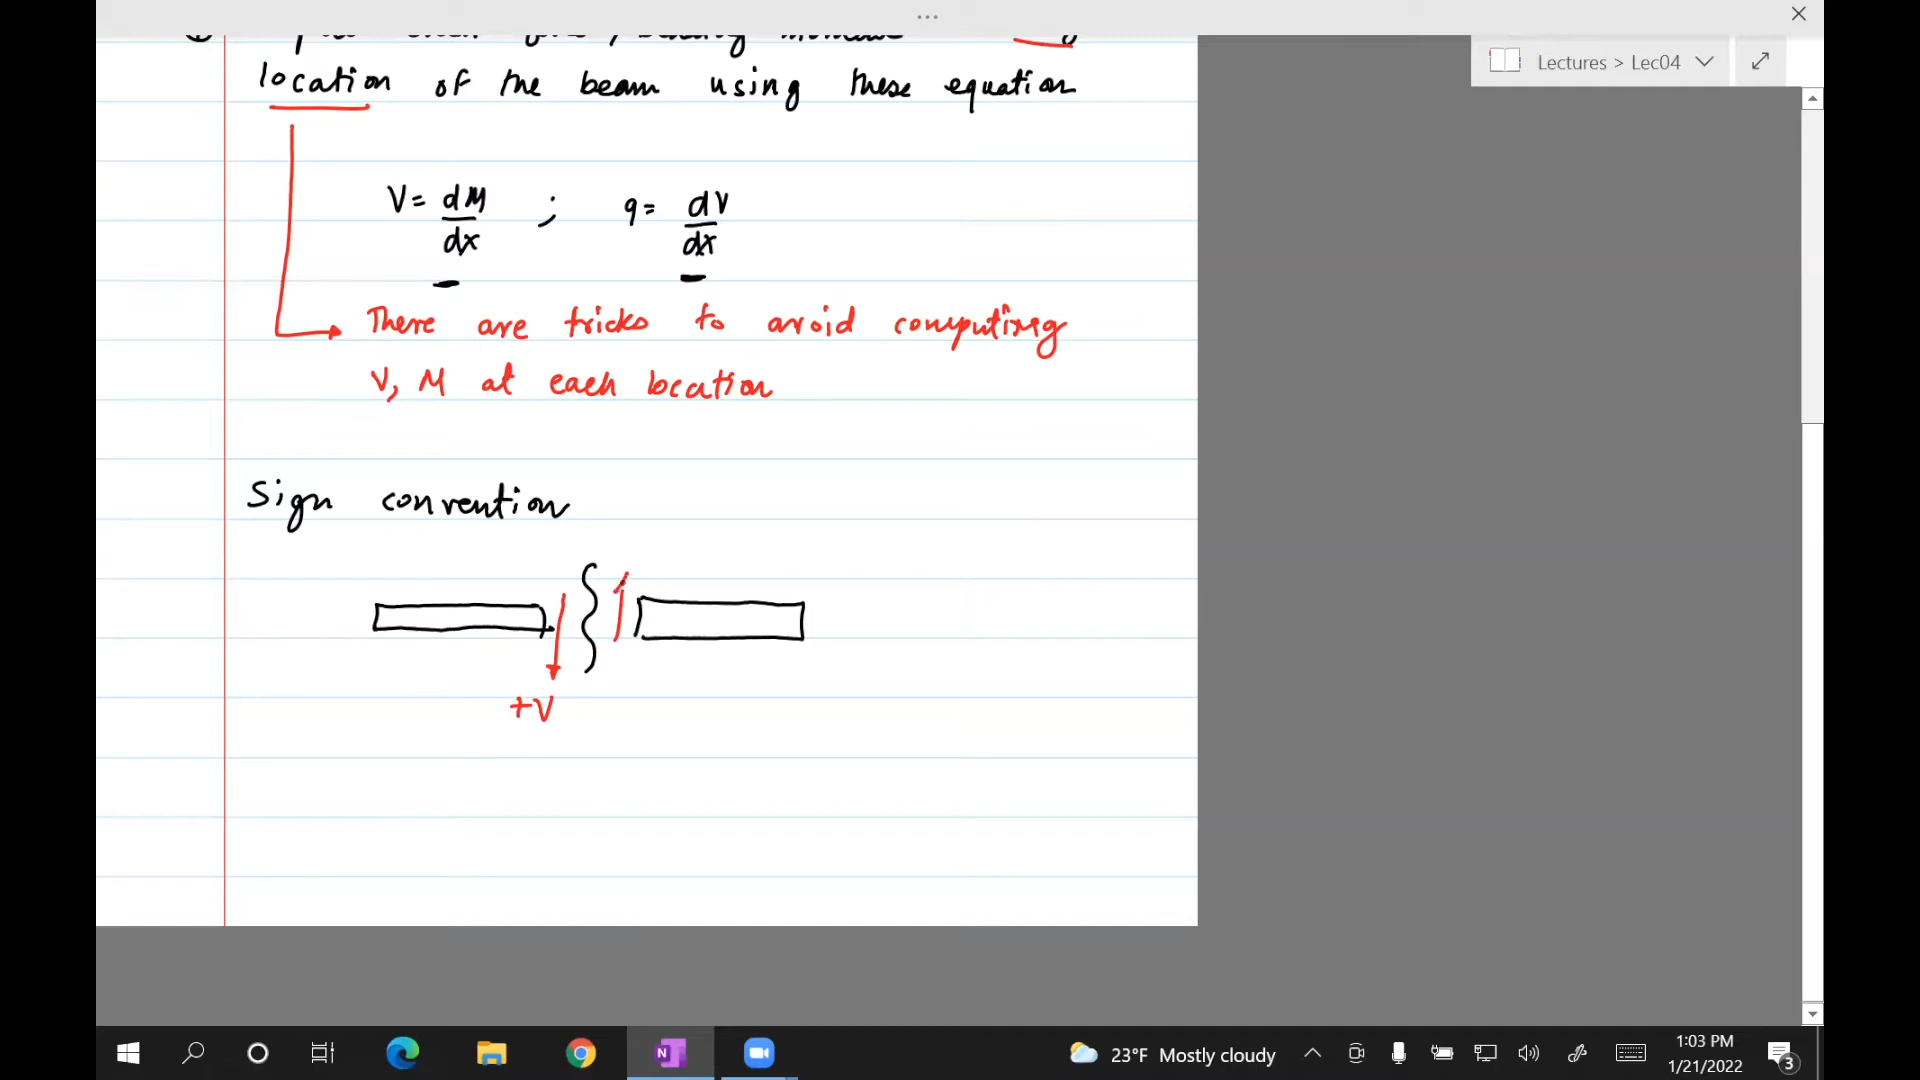 Lectures > Lec04
location of the beam using these equation
V = dM/dx ; q = dV/dx
There are tricks to avoid computing
V, M at each location
Sign convention
+V
23°F Mostly cloudy
1:03 PM
1/21/2022
3